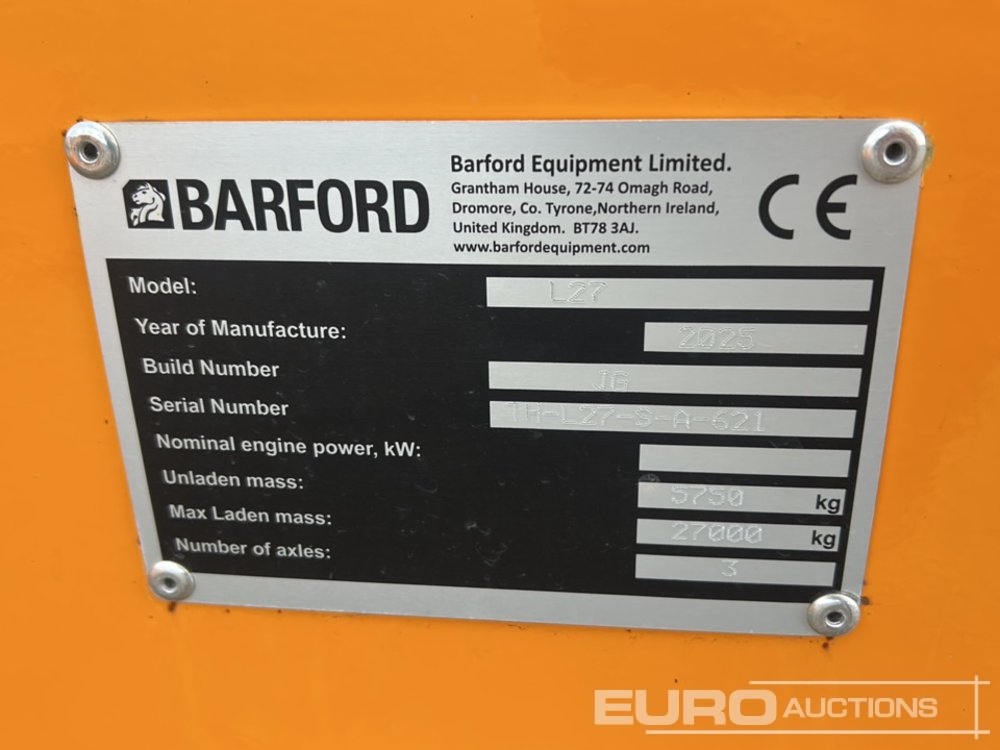 BARFORD
Barford Equipment Limited.
Grantham House, 72-74 Omagh Road,
Dromore, Co. Tyrone,Northern Ireland,
United Kingdom. BT78 3AJ.
www.barfordequipment.com
CE
Model: L27
Year of Manufacture: 2025
Build Number JG
Serial Number TH-L27-S-A-621
Nominal engine power, kW:
Unladen mass: 5750 kg
Max Laden mass: 27000 kg
Number of axles: 3
EURO AUCTIONS